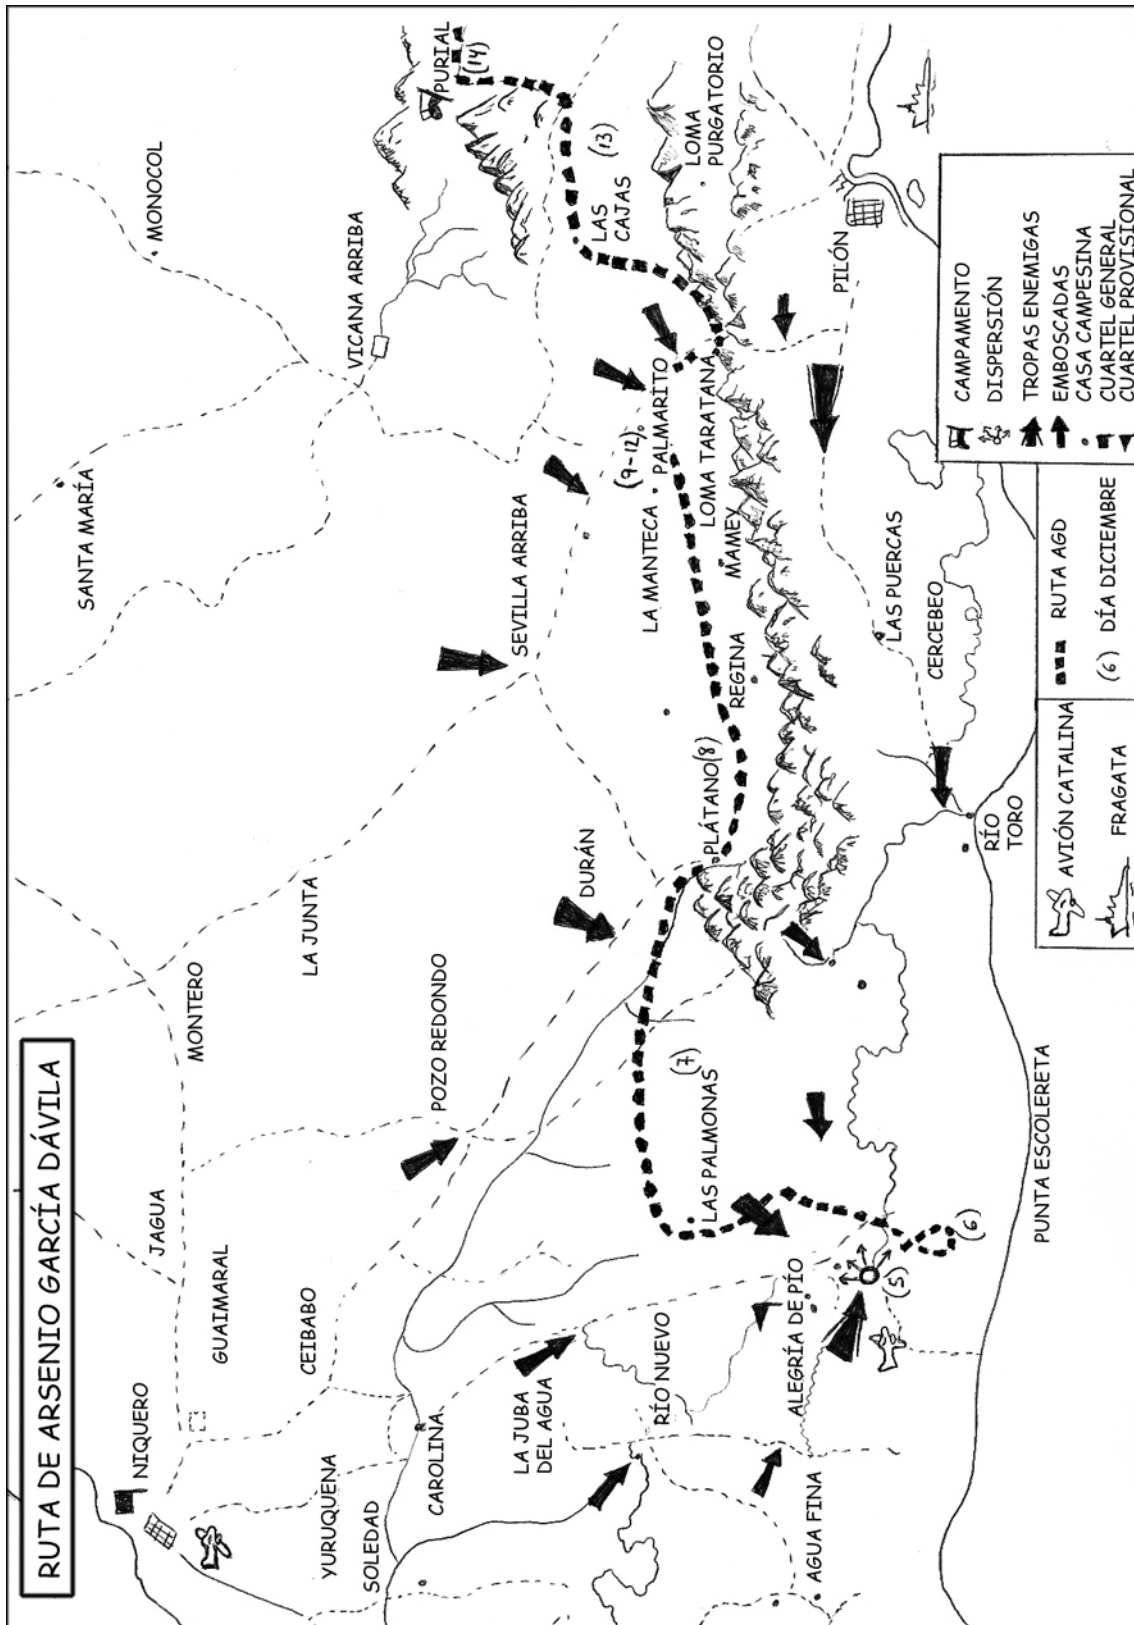 RUTA DE ARSENIO GARCÍA DÁVILA
NIQUERO
JAGUA
GUAIMARAL
MONTERO
LA JUNTA
SANTA MARÍA
MONOCOL
VICANA ARRIBA
PURIAL
(14)
YURUQUENA
SOLEDAD
CEIBABO
CAROLINA
POZO REDONDO
DURÁN
SEVILLA ARRIBA
LA JUBA
DEL AGUA
RÍO NUEVO
LAS PALMONAS
(7)
PLÁTANO(8)
REGINA
MAMEY
LA MANTECA
(9-12)
PALMARITO
LOMA TARATANA
LAS
CAJAS
(13)
LOMA
PURGATORIO
AGUA FINA
ALEGRÍA DE PÍO
(5)
(6)
PUNTA ESCOLERETA
RÍO
TORO
CERCEBEO
LAS PUERCAS
PILÓN
AVIÓN CATALINA
FRAGATA
RUTA AGD
(6) DÍA DICIEMBRE
CAMPAMENTO
DISPERSIÓN
TROPAS ENEMIGAS
EMBOSCADAS
CASA CAMPESINA
CUARTEL GENERAL
CUARTEL PROVISIONAL